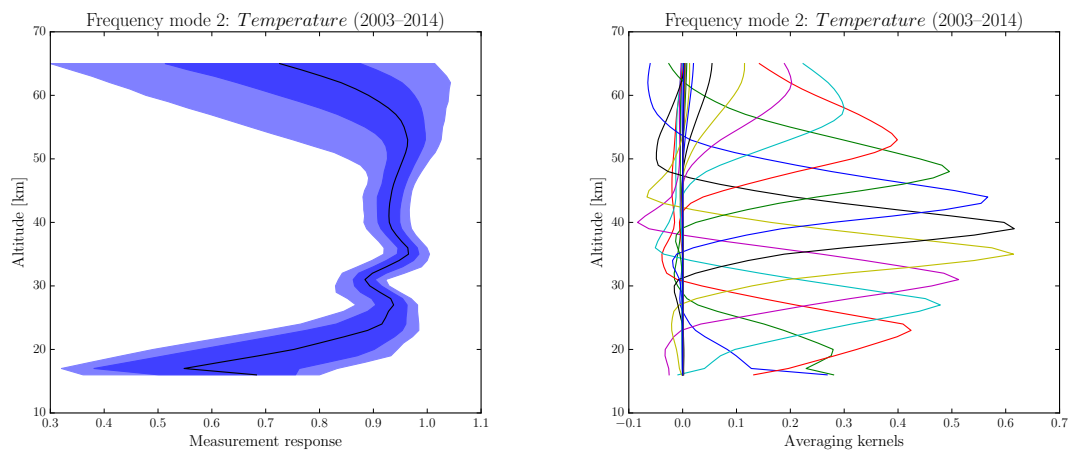 Frequency mode 2: Temperature (2003–2014)
70
60
50
40
30
20
10
Altitude [km]
0.3 0.4 0.5 0.6 0.7 0.8 0.9 1.0 1.1
Measurement response
Frequency mode 2: Temperature (2003–2014)
70
60
50
40
30
20
10
Altitude [km]
−0.1 0.0 0.1 0.2 0.3 0.4 0.5 0.6 0.7
Averaging kernels